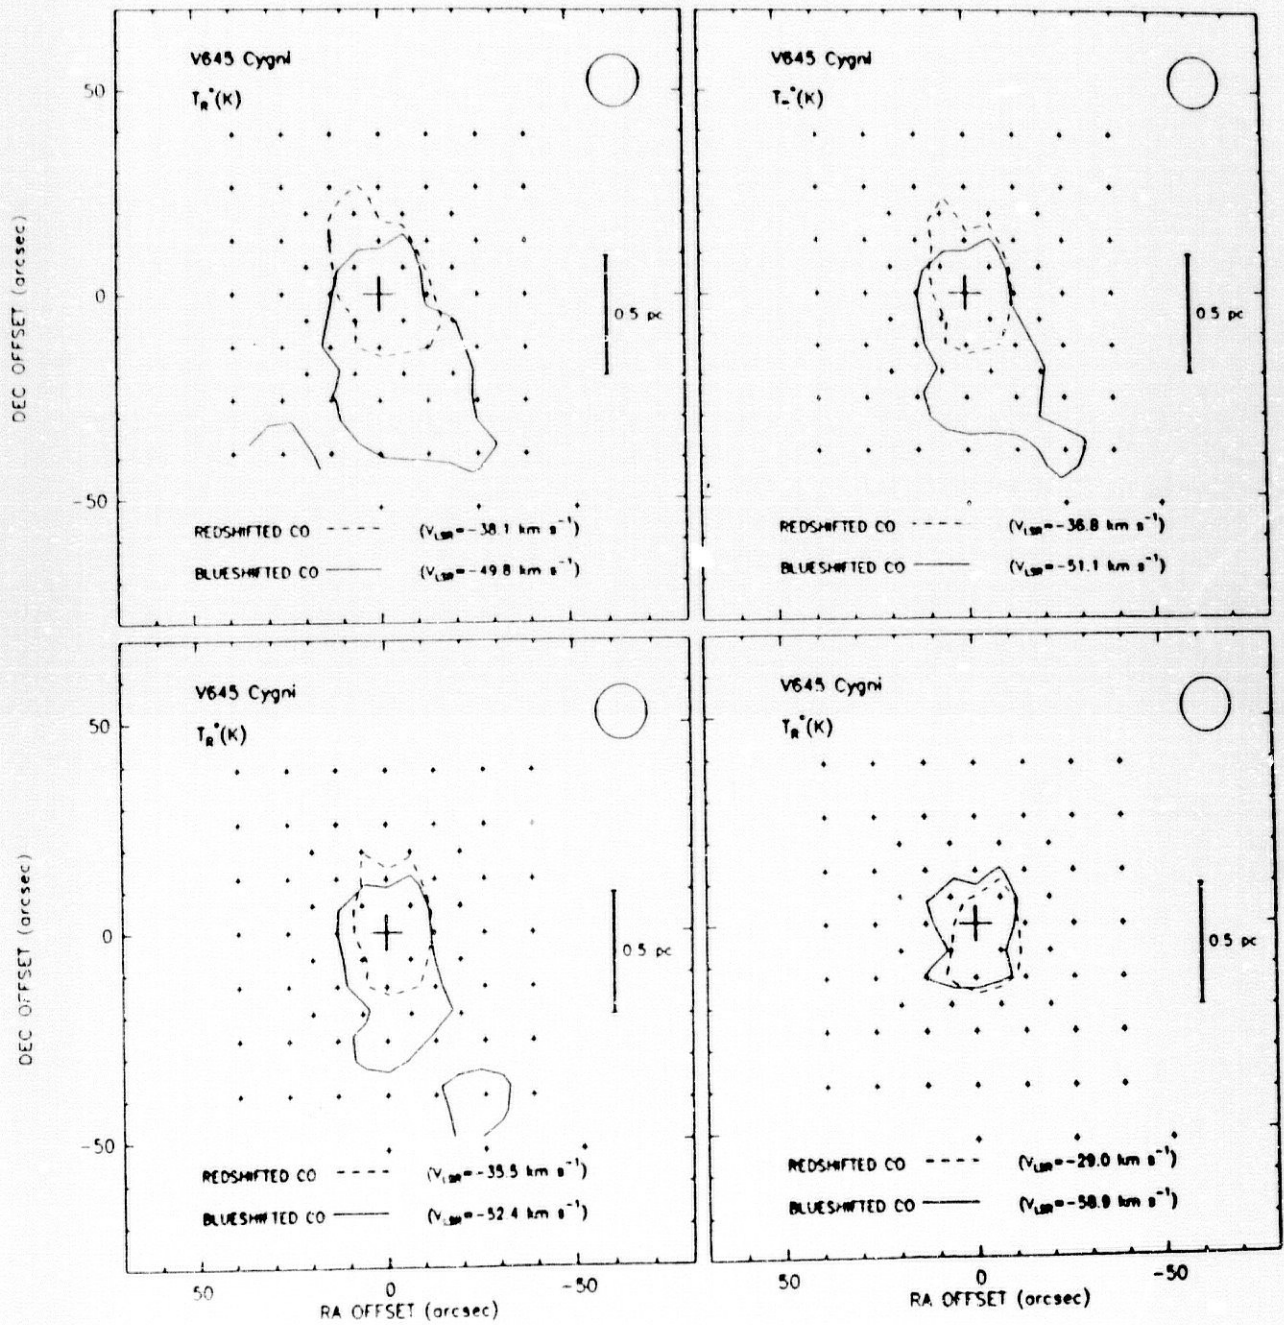 V645 Cygni
T_R*(K)
50
0
-50
DEC OFFSET (arcsec)
0.5 pc
REDSHIFTED CO (V_LSR=-38.1 km s^-1)
BLUESHIFTED CO (V_LSR=-49.8 km s^-1)
V645 Cygni
T *(K)
0.5 pc
REDSHIFTED CO (V_LSR=-36.8 km s^-1)
BLUESHIFTED CO (V_LSR=-51.1 km s^-1)
V645 Cygni
T_R*(K)
50
0
-50
DEC OFFSET (arcsec)
0.5 pc
REDSHIFTED CO (V_LSR=-35.5 km s^-1)
BLUESHIFTED CO (V_LSR=-52.4 km s^-1)
50 0 -50
RA OFFSET (arcsec)
V645 Cygni
T_R*(K)
0.5 pc
REDSHIFTED CO (V_LSR=-29.0 km s^-1)
BLUESHIFTED CO (V_LSR=-58.9 km s^-1)
50 0 -50
RA OFFSET (arcsec)